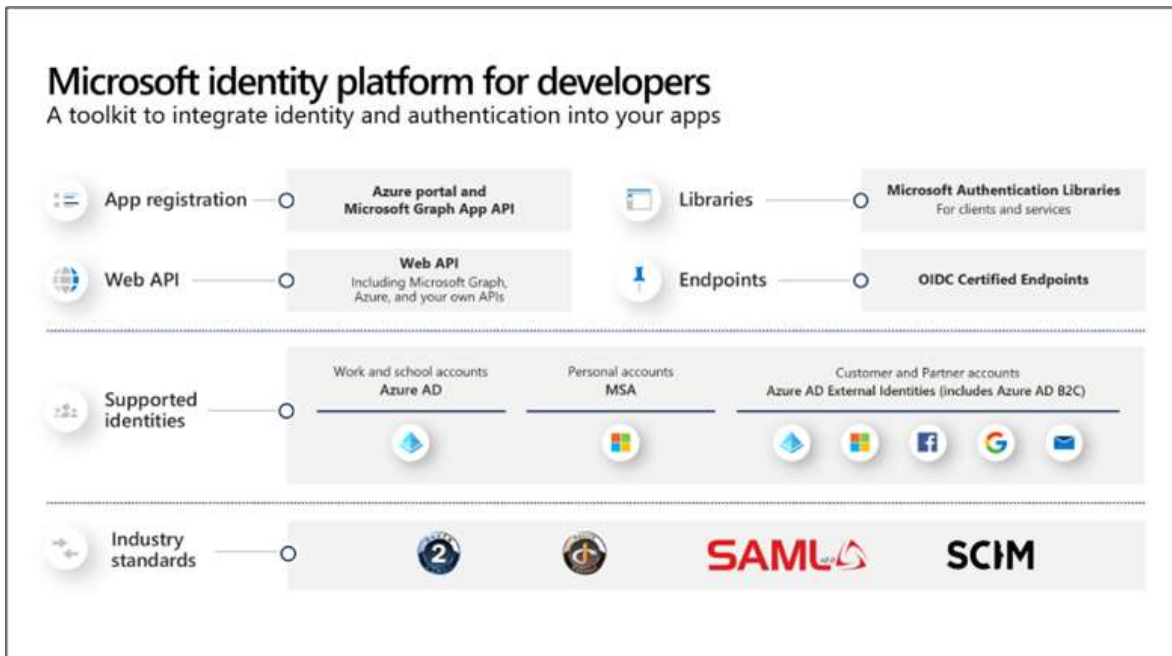 Microsoft identity platform for developers
A toolkit to integrate identity and authentication into your apps
App registration
Azure portal and
Microsoft Graph App API
Libraries
Microsoft Authentication Libraries
For clients and services
Web API
Web API
Including Microsoft Graph,
Azure, and your own APIs
Endpoints
OIDC Certified Endpoints
Supported
identities
Work and school accounts
Azure AD
Personal accounts
MSA
Customer and Partner accounts
Azure AD External Identities (includes Azure AD B2C)
Industry
standards
2
SAML
SCIM